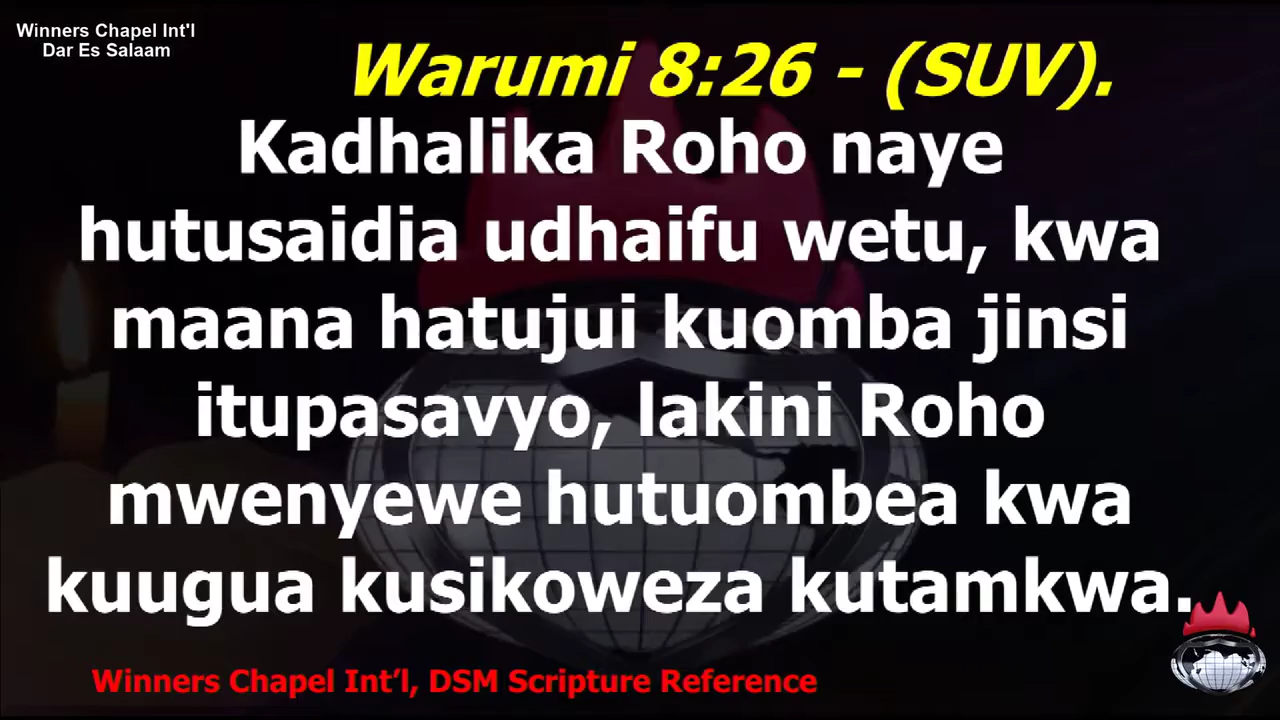 Winners Chapel Int'l
Dar Es Salaam
Warumi 8:26 - (SUV).
Kadhalika Roho naye
hutusaidia udhaifu wetu, kwa
maana hatujui kuomba jinsi
itupasavyo, lakini Roho
mwenyewe hutuombea kwa
kuugua kusikoweza kutamkwa.
Winners Chapel Int’l, DSM Scripture Reference